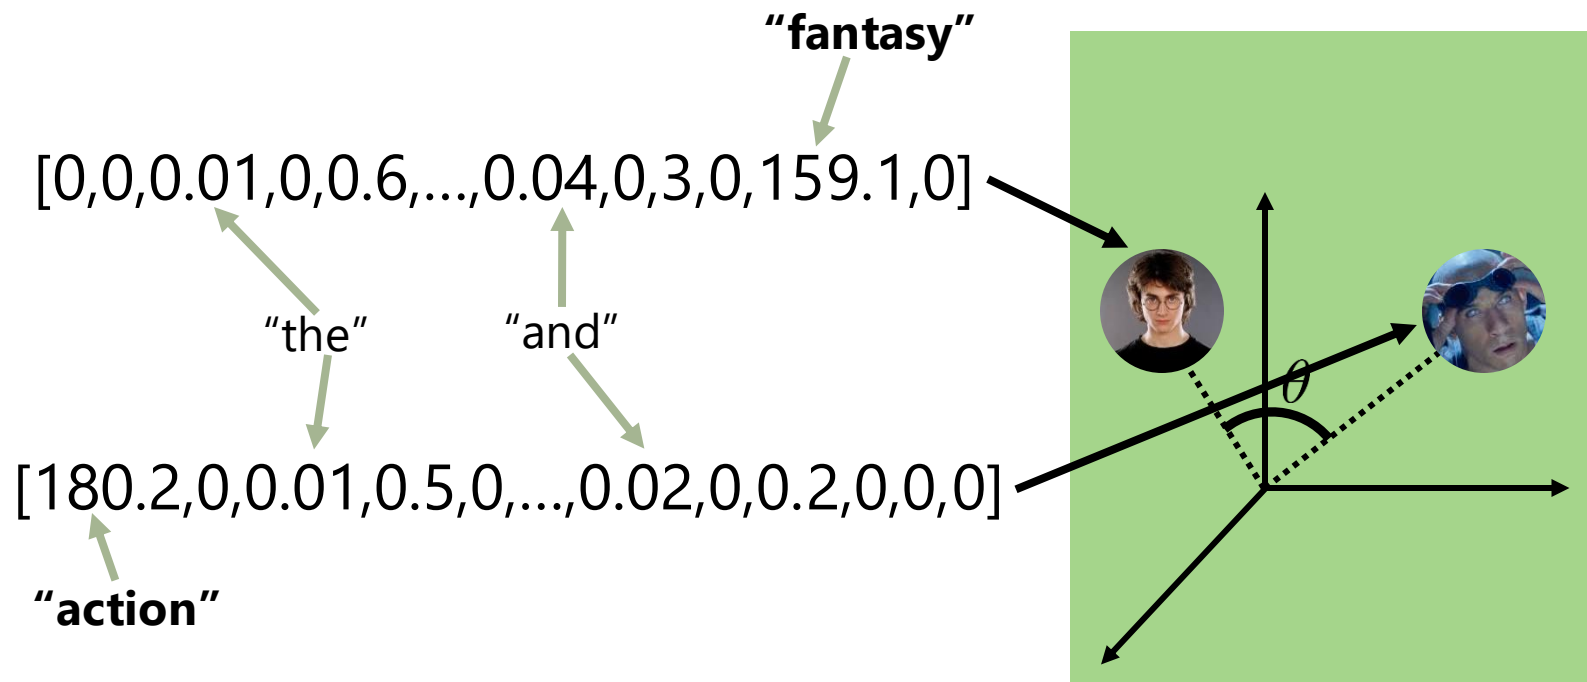 “fantasy”
[0,0,0.01,0,0.6,...,0.04,0,3,0,159.1,0]
“the”
“and”
θ
[180.2,0,0.01,0.5,0,...,0.02,0,0.2,0,0,0]
“action”